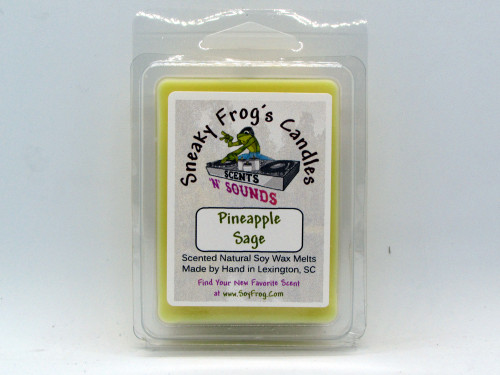 Sneaky Frog's Candles
SCENTS
'N' SOUNDS
Pineapple
Sage
Scented Natural Soy Wax Melts
Made by Hand in Lexington, SC
Find Your New Favorite Scent
at www.SoyFrog.Com